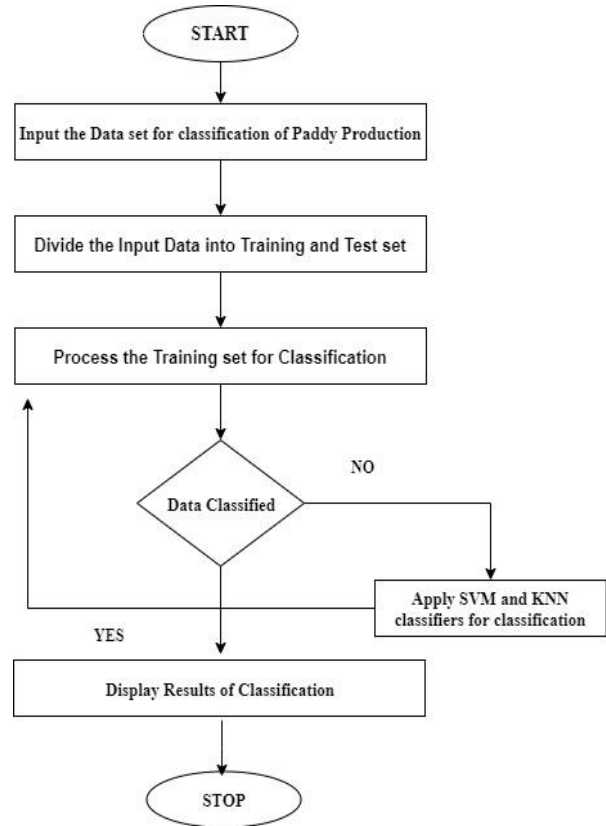 START
Input the Data set for classification of Paddy Production
Divide the Input Data into Training and Test set
Process the Training set for Classification
Data Classified
NO
Apply SVM and KNN
classifiers for classification
YES
Display Results of Classification
STOP